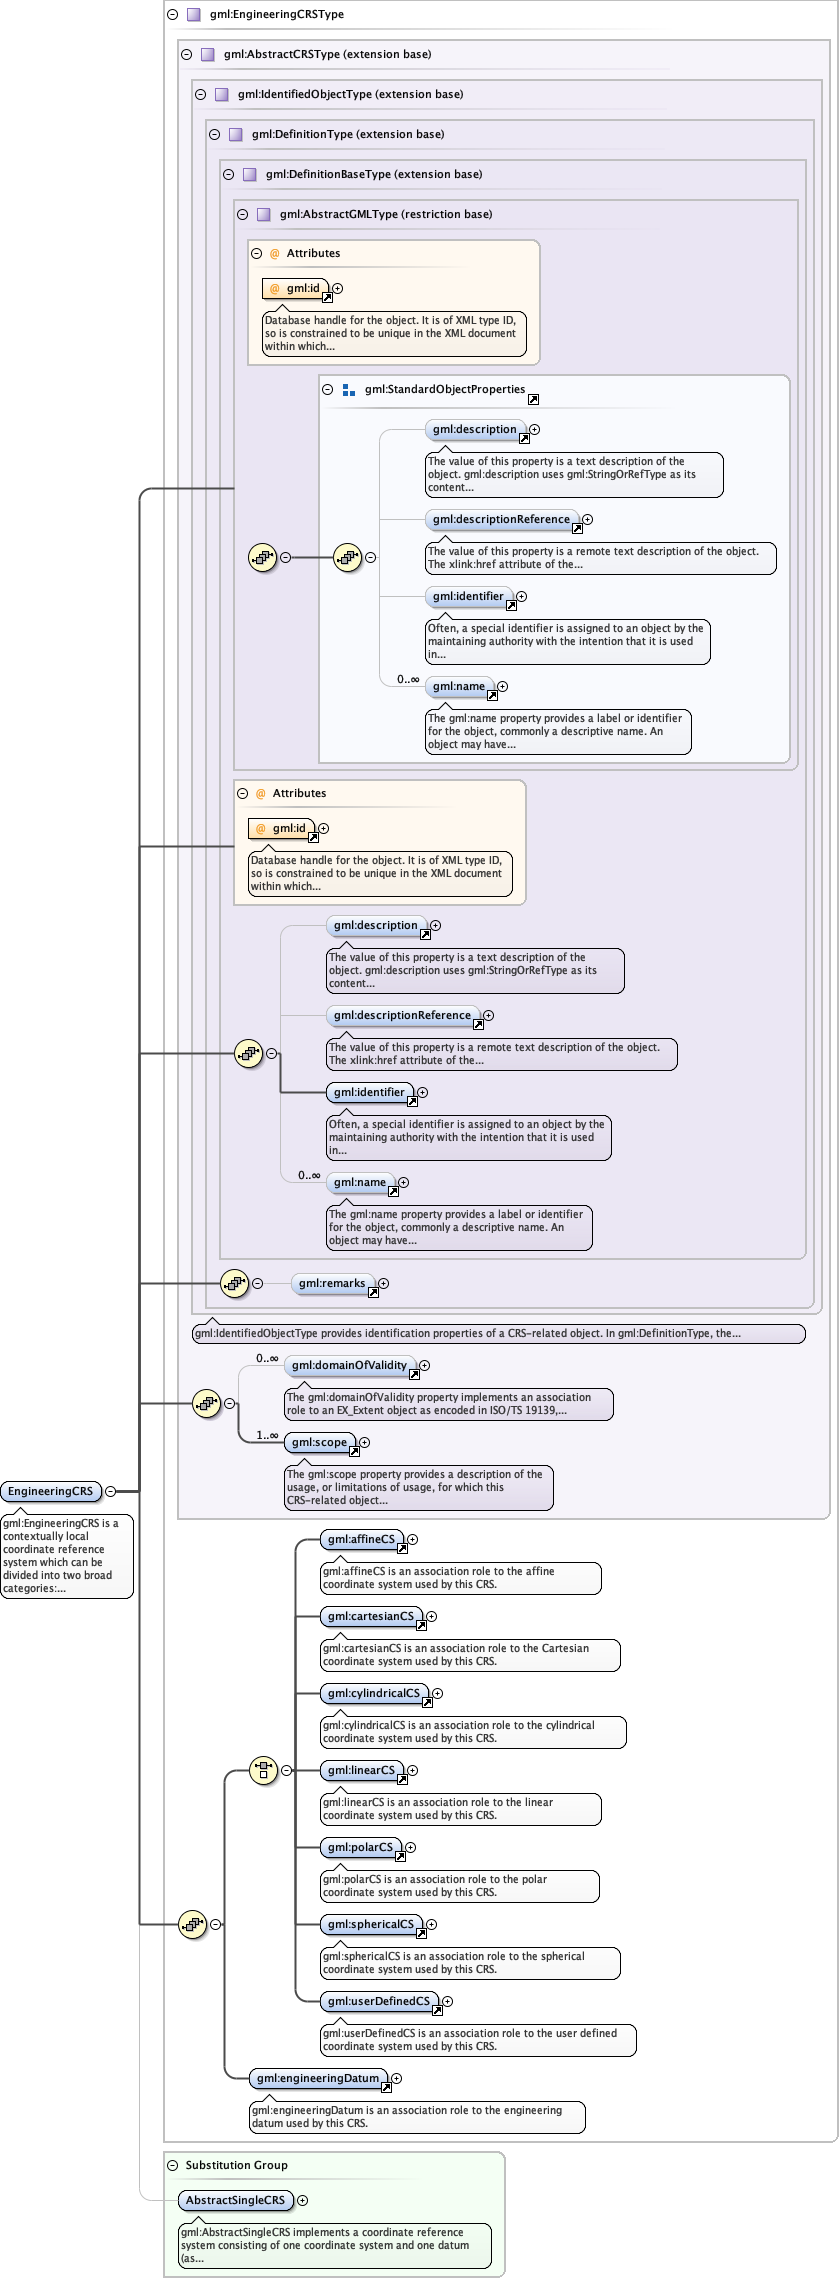 gml:EngineeringCRSType
gml:AbstractCRSType (extension base)
gml:IdentifiedObjectType (extension base)
gml:DefinitionType (extension base)
gml:DefinitionBaseType (extension base)
gml:AbstractGMLType (restriction base)
@ Attributes
@ gml:id
Database handle for the object. It is of XML type ID,
so is constrained to be unique in the XML document
within which...
gml:StandardObjectProperties
gml:description
The value of this property is a text description of the
object. gml:description uses gml:StringOrRefType as its
content...
gml:descriptionReference
The value of this property is a remote text description of the object.
The xlink:href attribute of the...
gml:identifier
Often, a special identifier is assigned to an object by the
maintaining authority with the intention that it is used
in...
0..∞
gml:name
The gml:name property provides a label or identifier
for the object, commonly a descriptive name. An
object may have...
@ Attributes
@ gml:id
Database handle for the object. It is of XML type ID,
so is constrained to be unique in the XML document
within which...
gml:description
The value of this property is a text description of the
object. gml:description uses gml:StringOrRefType as its
content...
gml:descriptionReference
The value of this property is a remote text description of the object.
The xlink:href attribute of the...
gml:identifier
Often, a special identifier is assigned to an object by the
maintaining authority with the intention that it is used
in...
0..∞
gml:name
The gml:name property provides a label or identifier
for the object, commonly a descriptive name. An
object may have...
gml:remarks
gml:IdentifiedObjectType provides identification properties of a CRS-related object. In gml:DefinitionType, the...
0..∞
gml:domainOfValidity
The gml:domainOfValidity property implements an association
role to an EX_Extent object as encoded in ISO/TS 19139,...
1..∞
gml:scope
The gml:scope property provides a description of the
usage, or limitations of usage, for which this
CRS-related object...
EngineeringCRS
gml:EngineeringCRS is a
contextually local
coordinate reference
system which can be
divided into two broad
categories:...
gml:affineCS
gml:affineCS is an association role to the affine
coordinate system used by this CRS.
gml:cartesianCS
gml:cartesianCS is an association role to the Cartesian
coordinate system used by this CRS.
gml:cylindricalCS
gml:cylindricalCS is an association role to the cylindrical
coordinate system used by this CRS.
gml:linearCS
gml:linearCS is an association role to the linear
coordinate system used by this CRS.
gml:polarCS
gml:polarCS is an association role to the polar
coordinate system used by this CRS.
gml:sphericalCS
gml:sphericalCS is an association role to the spherical
coordinate system used by this CRS.
gml:userDefinedCS
gml:userDefinedCS is an association role to the user defined
coordinate system used by this CRS.
gml:engineeringDatum
gml:engineeringDatum is an association role to the engineering
datum used by this CRS.
Substitution Group
AbstractSingleCRS
gml:AbstractSingleCRS implements a coordinate reference
system consisting of one coordinate system and one datum
(as...